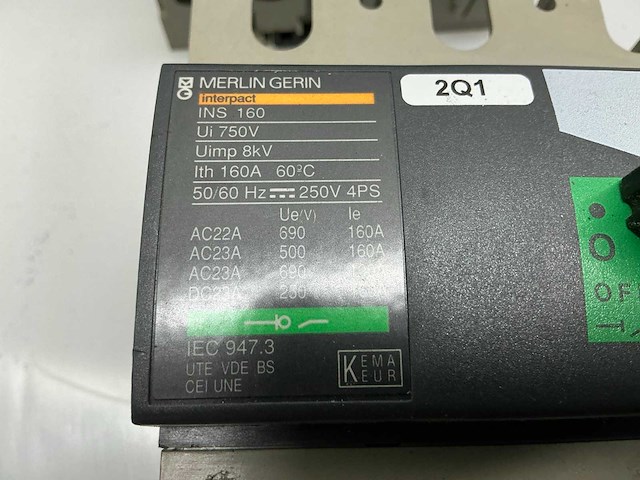 MERLIN GERIN
interpact
INS 160
Ui 750V
Uimp 8kV
Ith 160A 60ºC
50/60 Hz ⎓ 250V 4PS
Ue(V) Ie
AC22A 690 160A
AC23A 500 160A
AC23A 690
250
IEC 947.3
UTE VDE BS
CEI UNE
KEMA
KEUR
2Q1
O
OF